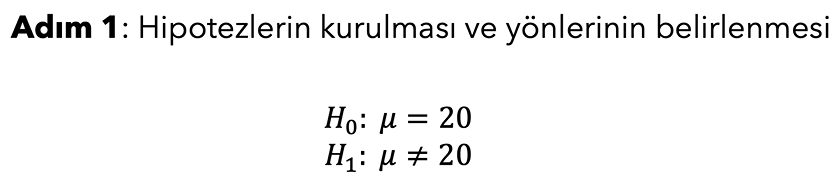 Adım 1: Hipotezlerin kurulması ve yönlerinin belirlenmesi
H₀: μ = 20
H₁: μ ≠ 20